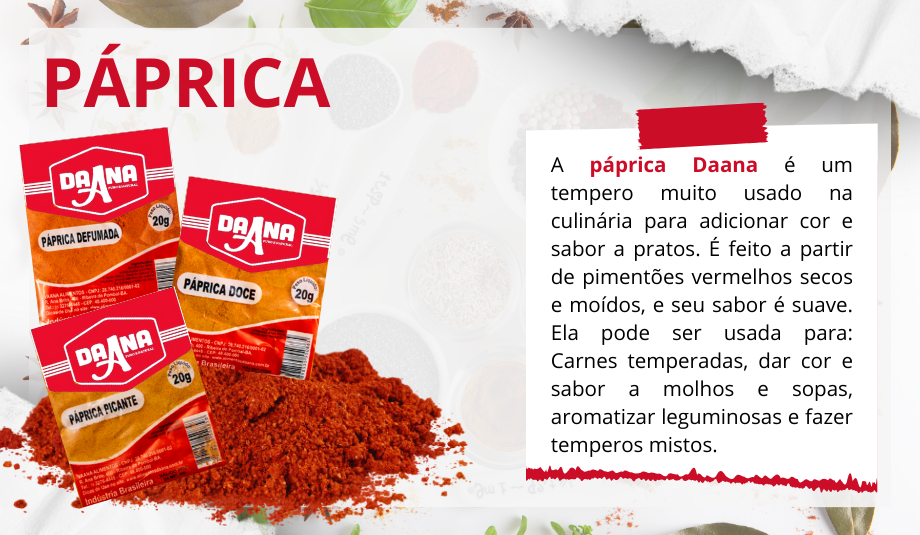 PÁPRICA
DAANA
20g
PÁPRICA DEFUMADA
DAANA
PÁPRICA DOCE
20g
Brasileira
DAANA
20g
PÁPRICA PICANTE
Indústria Brasileira
A páprica Daana é um
tempero muito usado na
culinária para adicionar cor e
sabor a pratos. É feito a partir
de pimentões vermelhos secos
e moídos, e seu sabor é suave.
Ela pode ser usada para:
Carnes temperadas, dar cor e
sabor a molhos e sopas,
aromatizar leguminosas e fazer
temperos mistos.